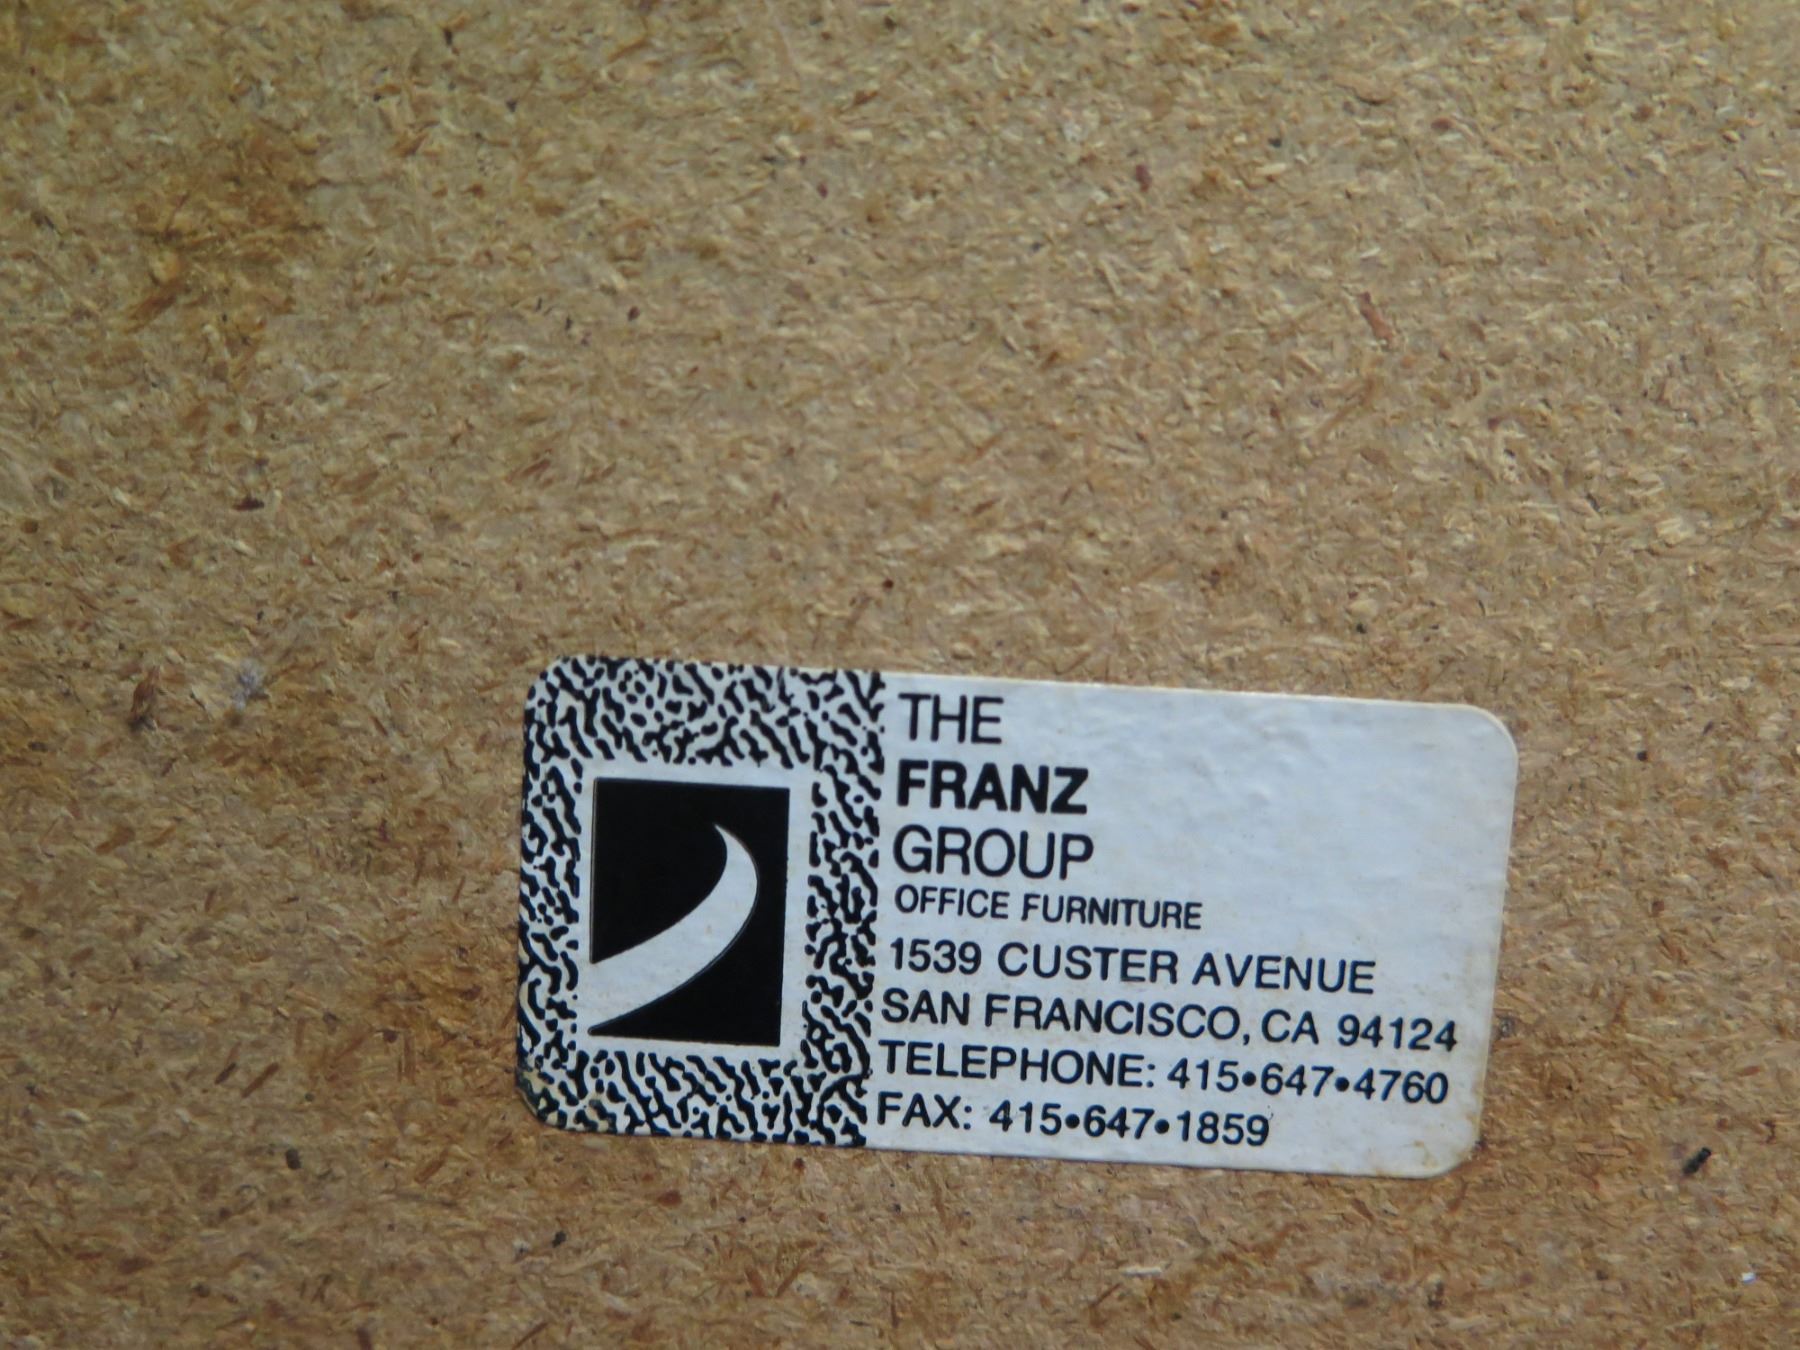 THE
FRANZ
GROUP
OFFICE FURNITURE
1539 CUSTER AVENUE
SAN FRANCISCO, CA 94124
TELEPHONE: 415•647•4760
FAX: 415•647•1859